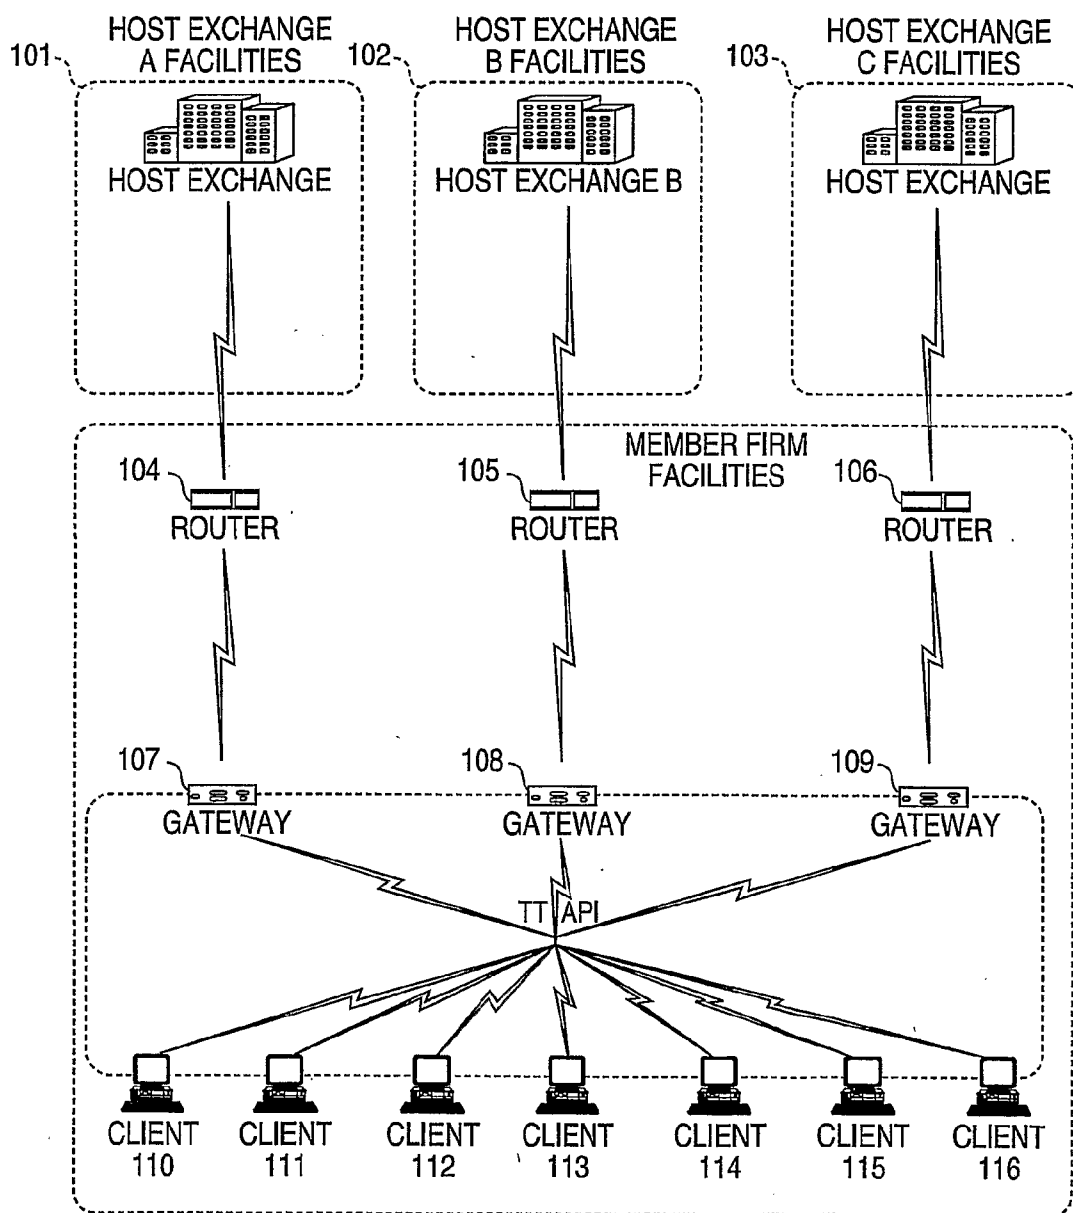 HOST EXCHANGE
A FACILITIES
HOST EXCHANGE
B FACILITIES
HOST EXCHANGE
C FACILITIES
101
102
103
HOST EXCHANGE
HOST EXCHANGE B
HOST EXCHANGE
MEMBER FIRM
FACILITIES
104
105
106
ROUTER
ROUTER
ROUTER
107
108
109
GATEWAY
GATEWAY
GATEWAY
TT API
CLIENT
110
CLIENT
111
CLIENT
112
CLIENT
113
CLIENT
114
CLIENT
115
CLIENT
116